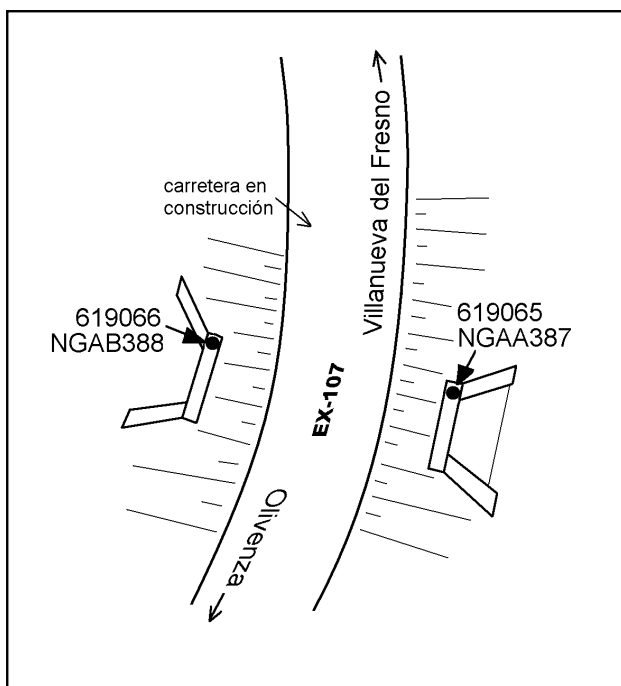 Villanueva del Fresno
carretera en
construcción
619066
NGAB388
619065
NGAA387
EX-107
Olivenza